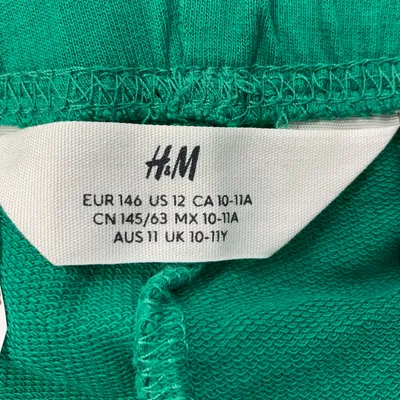 H&M
EUR 146 US 12 CA 10-11A
CN 145/63 MX 10-11A
AUS 11 UK 10-11Y